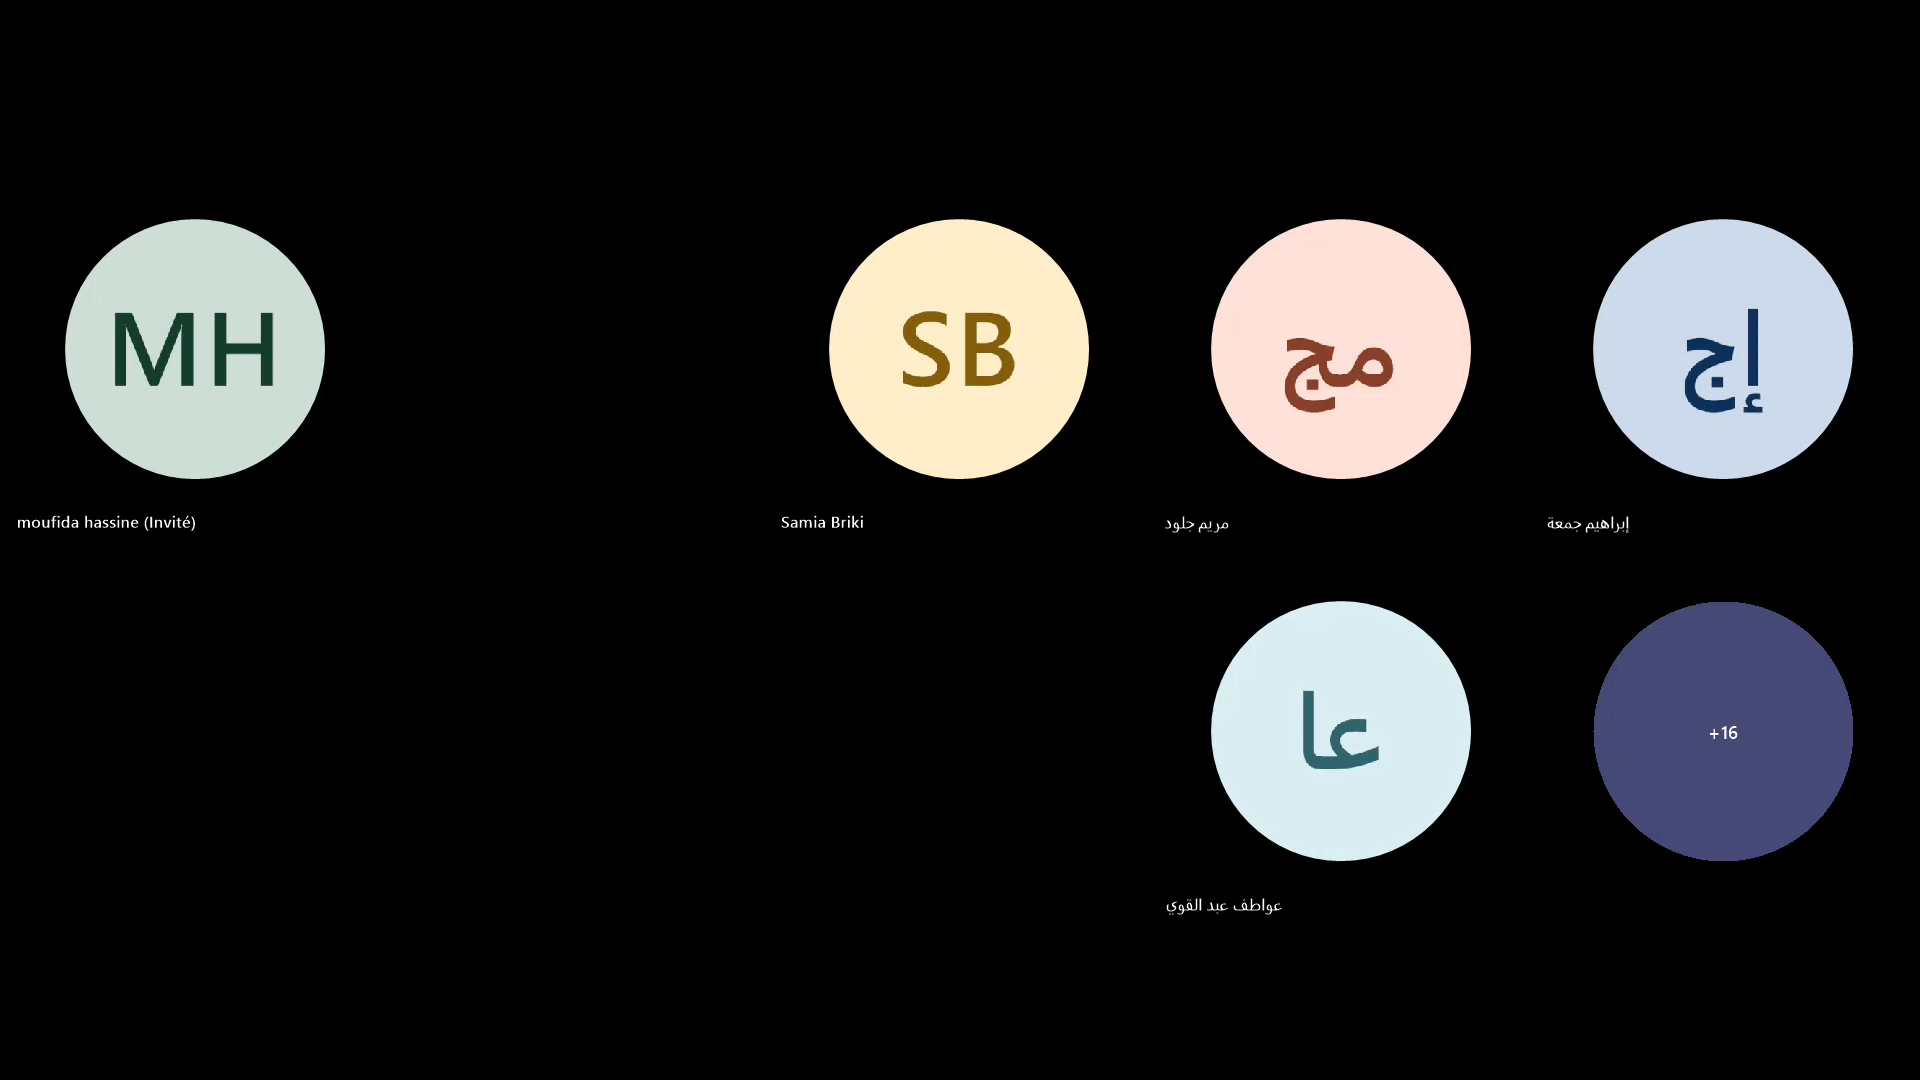 MH
SB
مج
إج
moufida hassine (Invité)
Samia Briki
مريم جلود
إبراهيم جمعة
عا
+16
عواطف عبد القوي